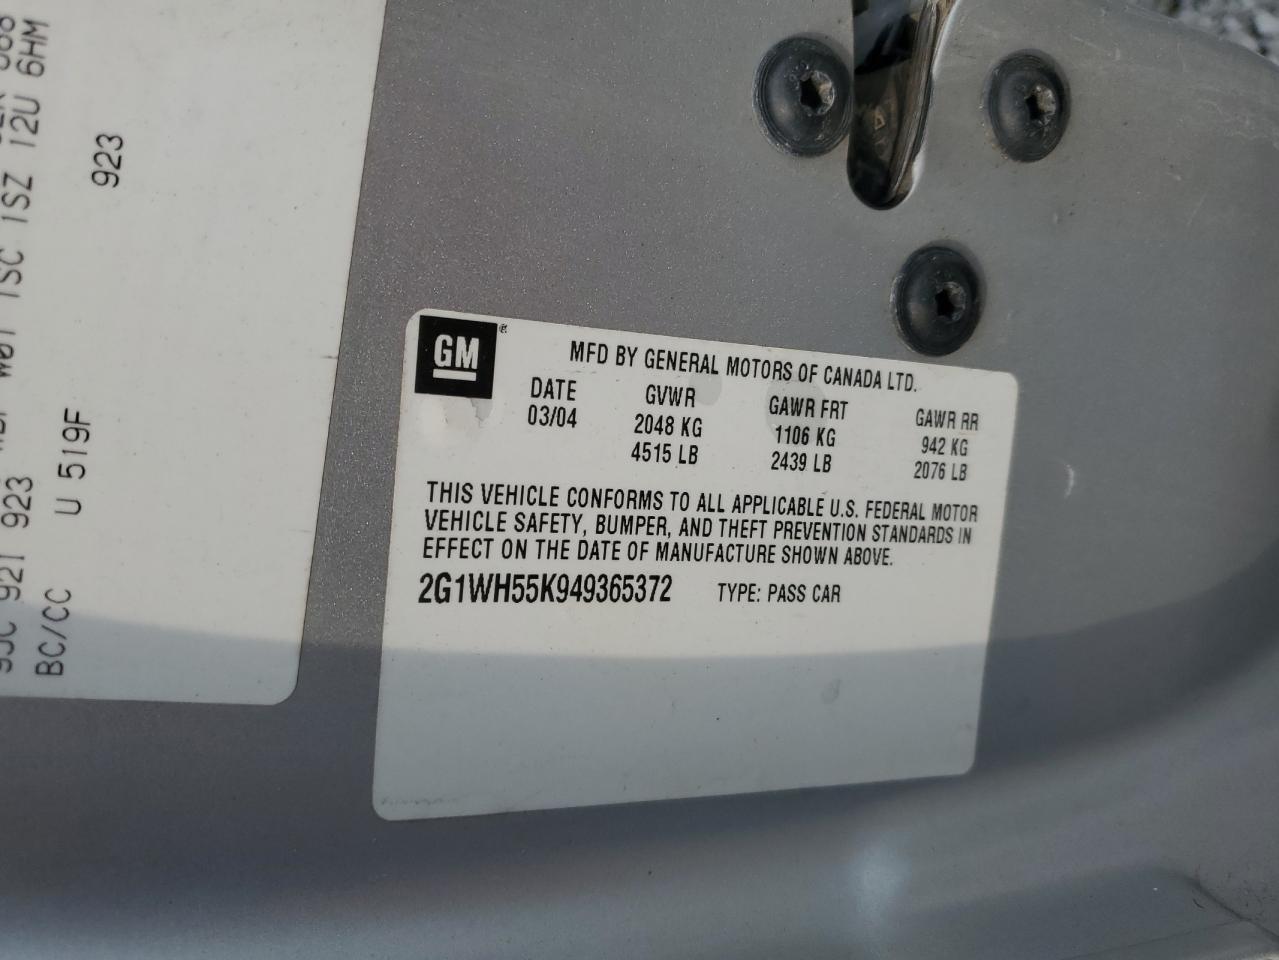 12U 6HM
1SC 1SZ
923
921 923
BC/CC U 519F
GM
MFD BY GENERAL MOTORS OF CANADA LTD.
DATE GVWR GAWR FRT GAWR RR
03/04 2048 KG 1106 KG 942 KG
4515 LB 2439 LB 2076 LB
THIS VEHICLE CONFORMS TO ALL APPLICABLE U.S. FEDERAL MOTOR
VEHICLE SAFETY, BUMPER, AND THEFT PREVENTION STANDARDS IN
EFFECT ON THE DATE OF MANUFACTURE SHOWN ABOVE.
2G1WH55K949365372 TYPE: PASS CAR